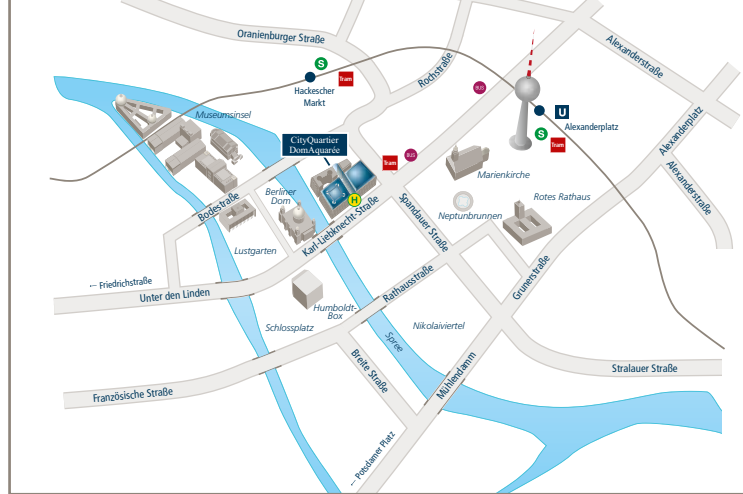 Oranienburger Straße
Alexanderstraße
S
Tram
Hackescher
Markt
Rochstraße
BUS
U
Alexanderplatz
S
Tram
Museumsinsel
CityQuartier
DomAquarée
Tram
BUS
Alexanderplatz
Marienkirche
Alexanderstraße
Berliner
Dom
H
Bodestraße
Karl-Liebknecht-Straße
Spandauer Straße
Neptunbrunnen
Rotes Rathaus
Lustgarten
← Friedrichstraße
Unter den Linden
Rathausstraße
Grunerstraße
Humboldt-
Box
Schlossplatz
Spree
Nikolaiviertel
Breite Straße
Mühlendamm
Stralauer Straße
Französische Straße
← Potsdamer Platz